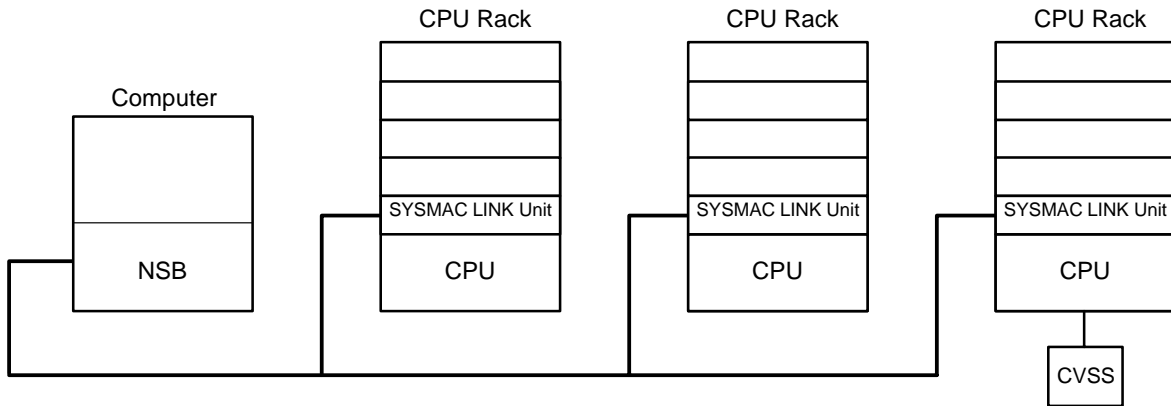 CPU Rack
CPU Rack
CPU Rack
Computer
SYSMAC LINK Unit
SYSMAC LINK Unit
SYSMAC LINK Unit
NSB
CPU
CPU
CPU
CVSS